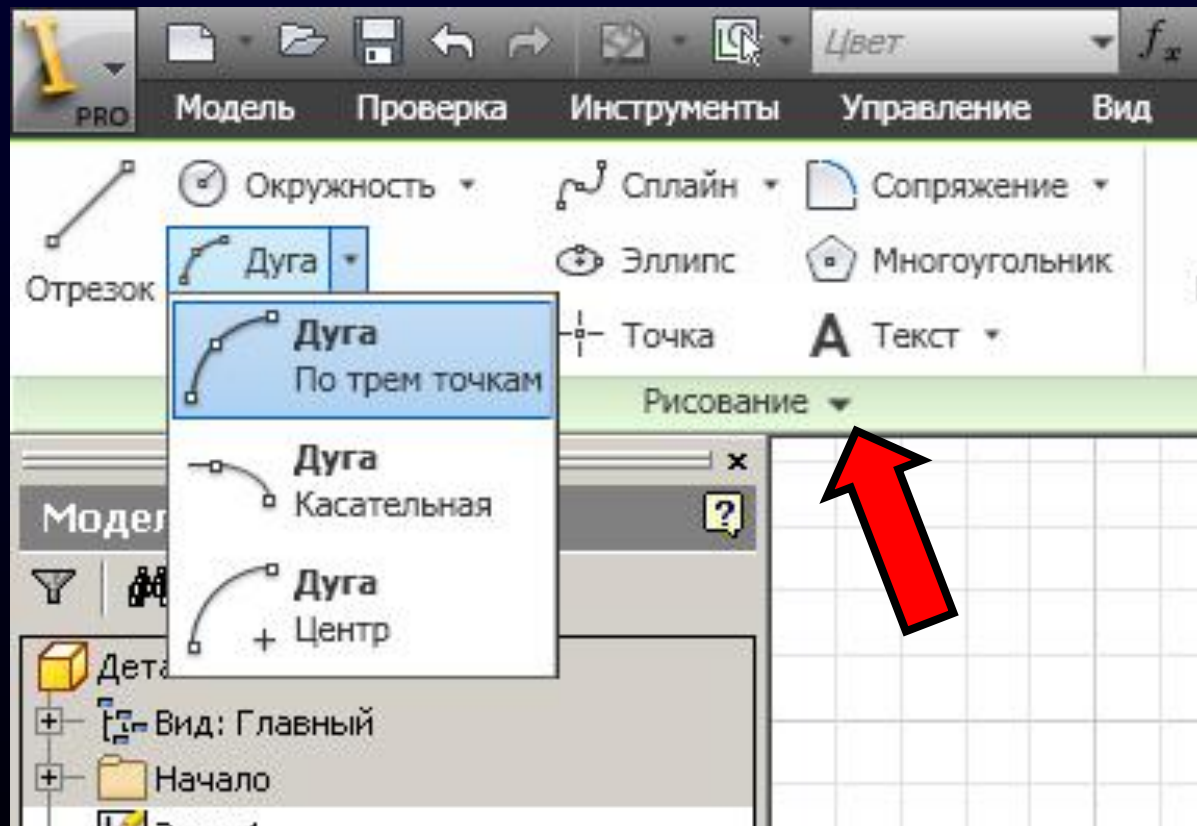 Цвет
fx
PRO
Модель Проверка Инструменты Управление Вид
Отрезок
Окружность Сплайн Сопряжение
Дуга Эллипс Многоугольник
Точка A Текст
Дуга
По трем точкам
Дуга
Касательная
Дуга
Центр
Рисование
Вид: Главный
Начало